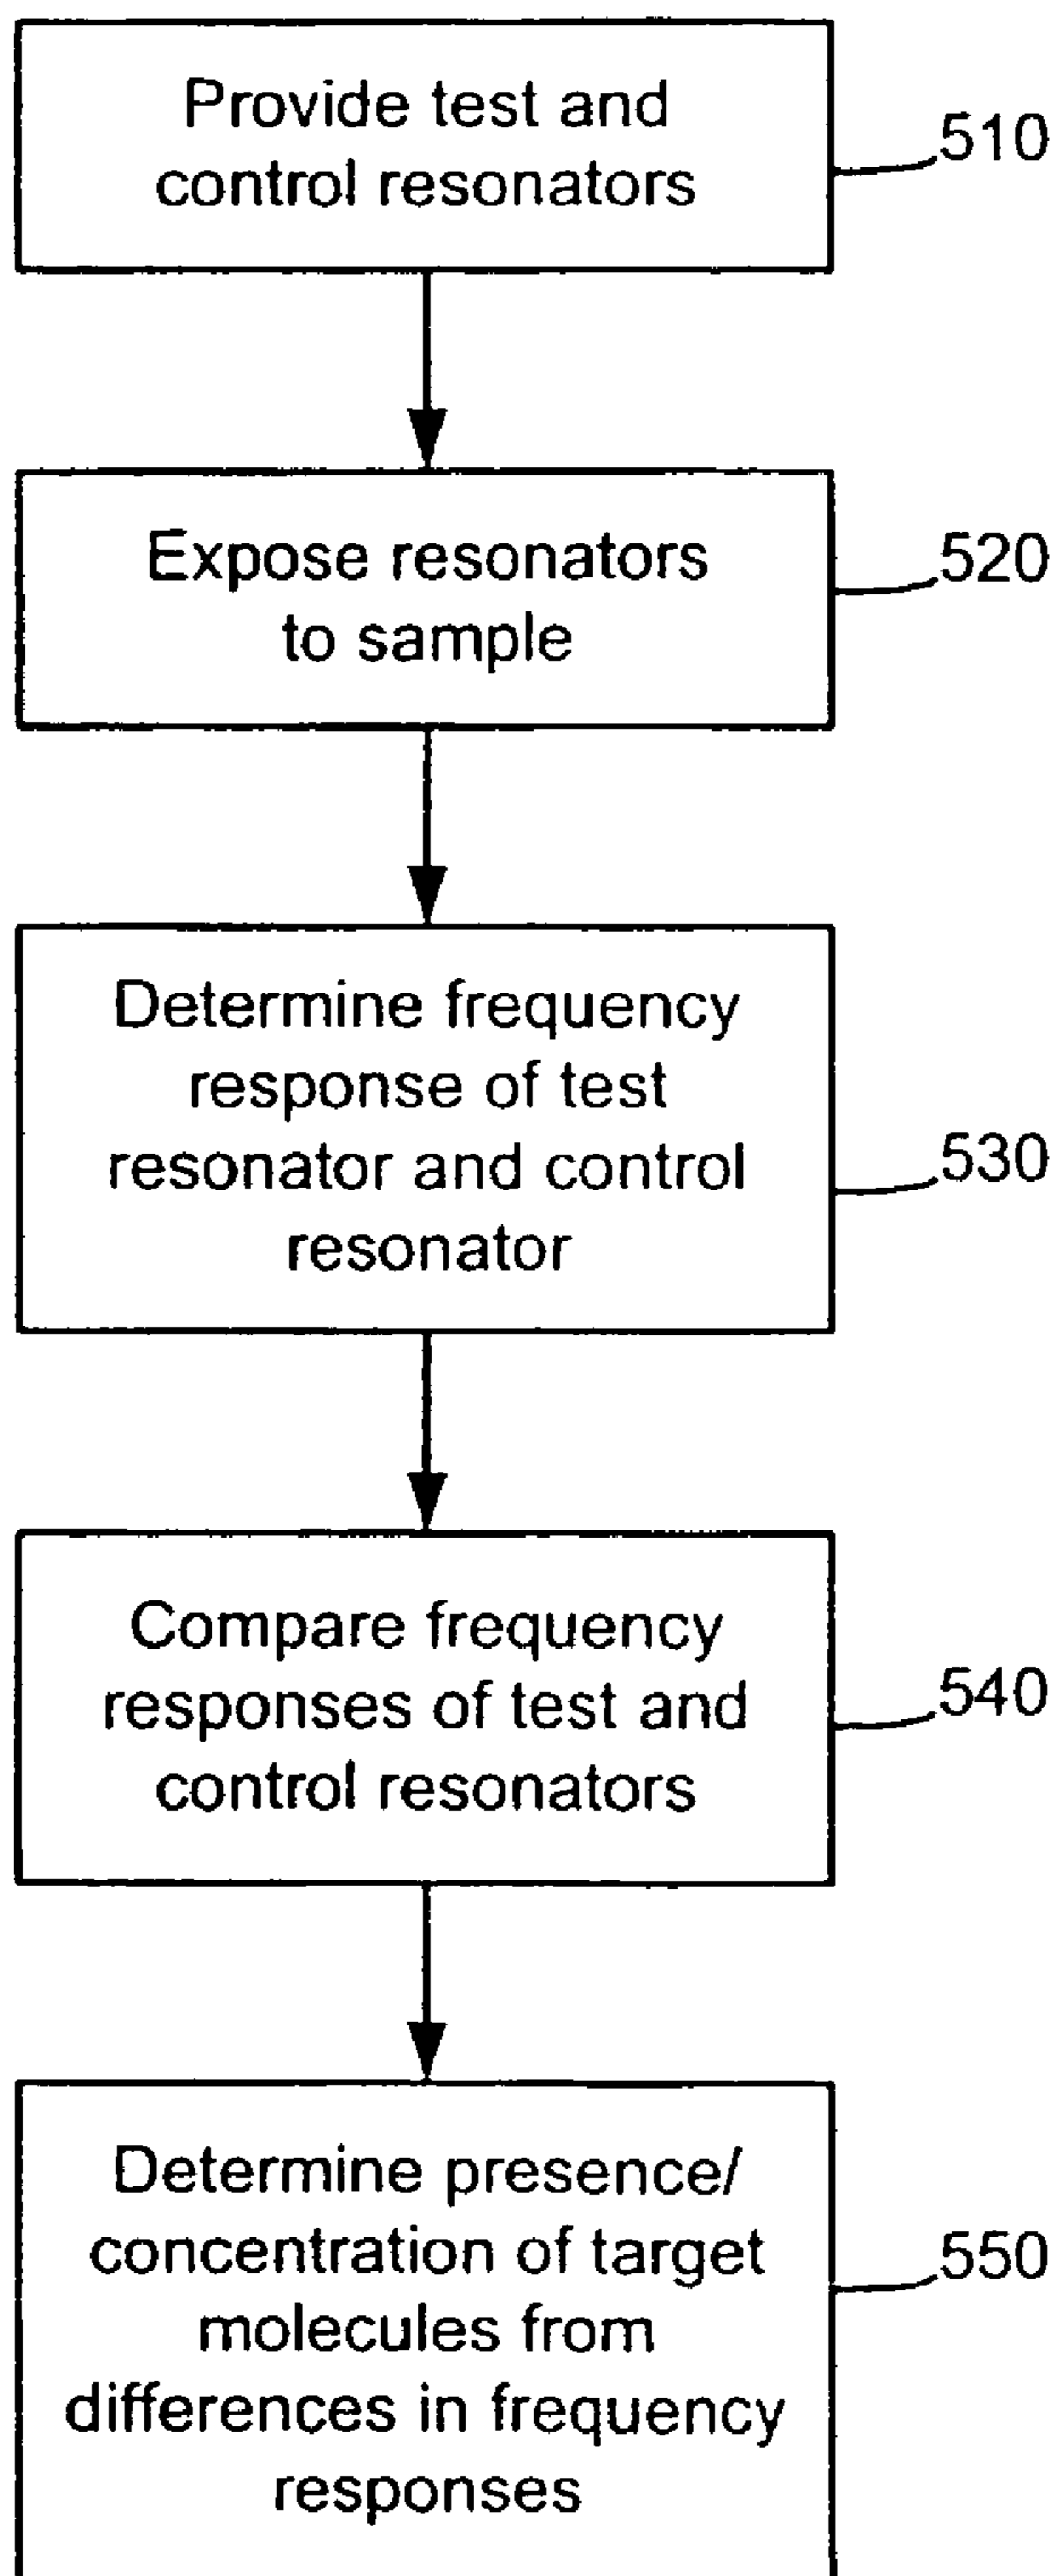 Provide test and
control resonators
510
Expose resonators
to sample
520
Determine frequency
response of test
resonator and control
resonator
530
Compare frequency
responses of test and
control resonators
540
Determine presence/
concentration of target
molecules from
differences in frequency
responses
550